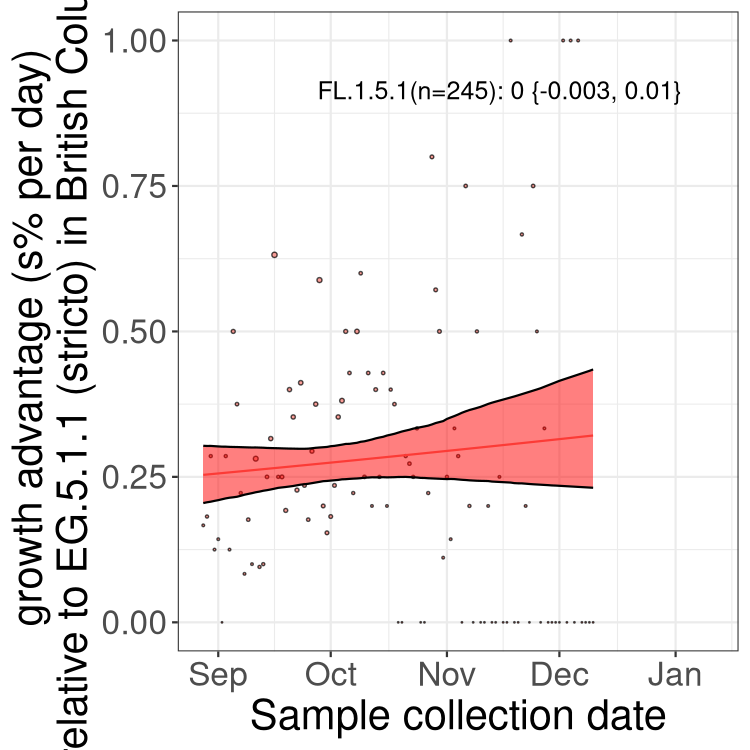 growth advantage (s% per day)
relative to EG.5.1.1 (stricto) in British Colu
1.00
0.75
0.50
0.25
0.00
FL.1.5.1(n=245): 0 {-0.003, 0.01}
Sep Oct Nov Dec Jan
Sample collection date